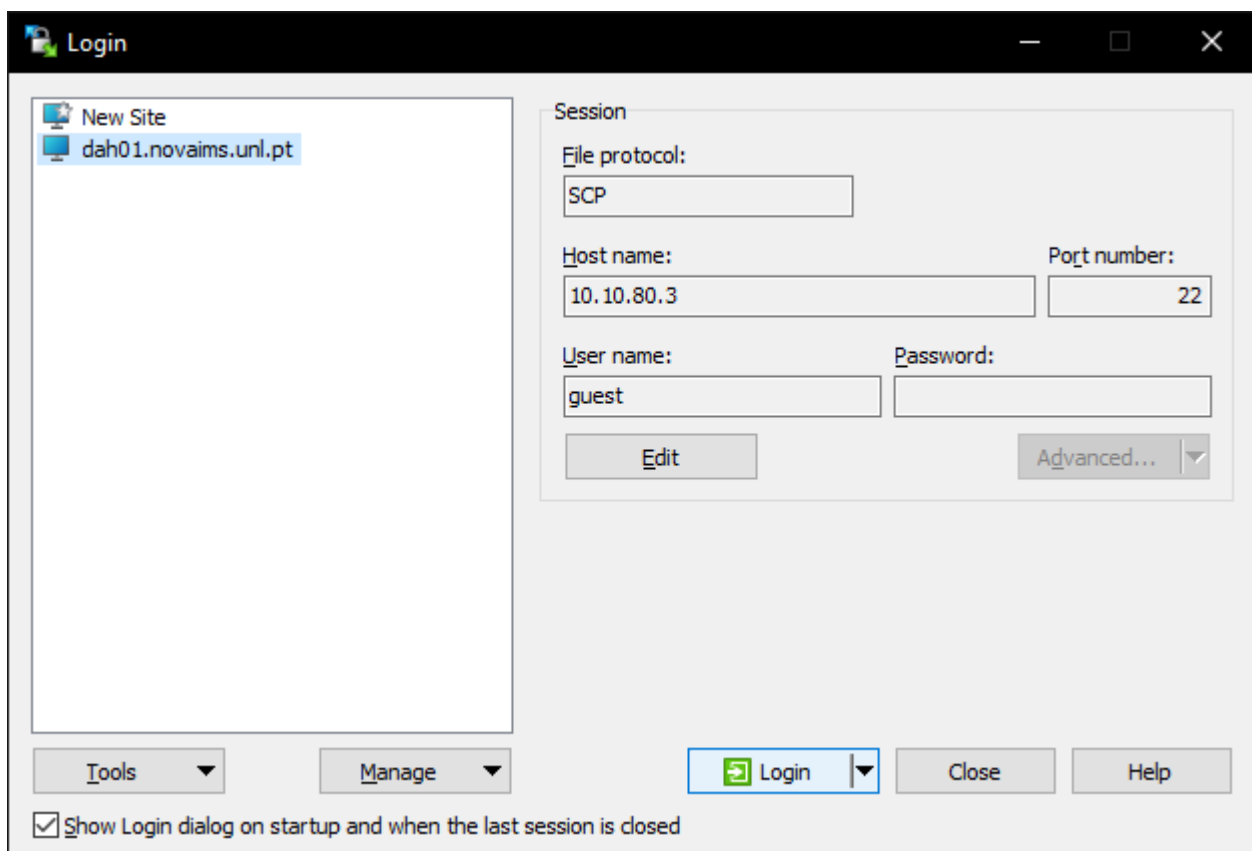 Login
New Site
dah01.novaims.unl.pt
Session
File protocol:
SCP
Host name: Port number:
10.10.80.3 22
User name: Password:
guest
Edit Advanced...
Tools Manage Login Close Help
Show Login dialog on startup and when the last session is closed